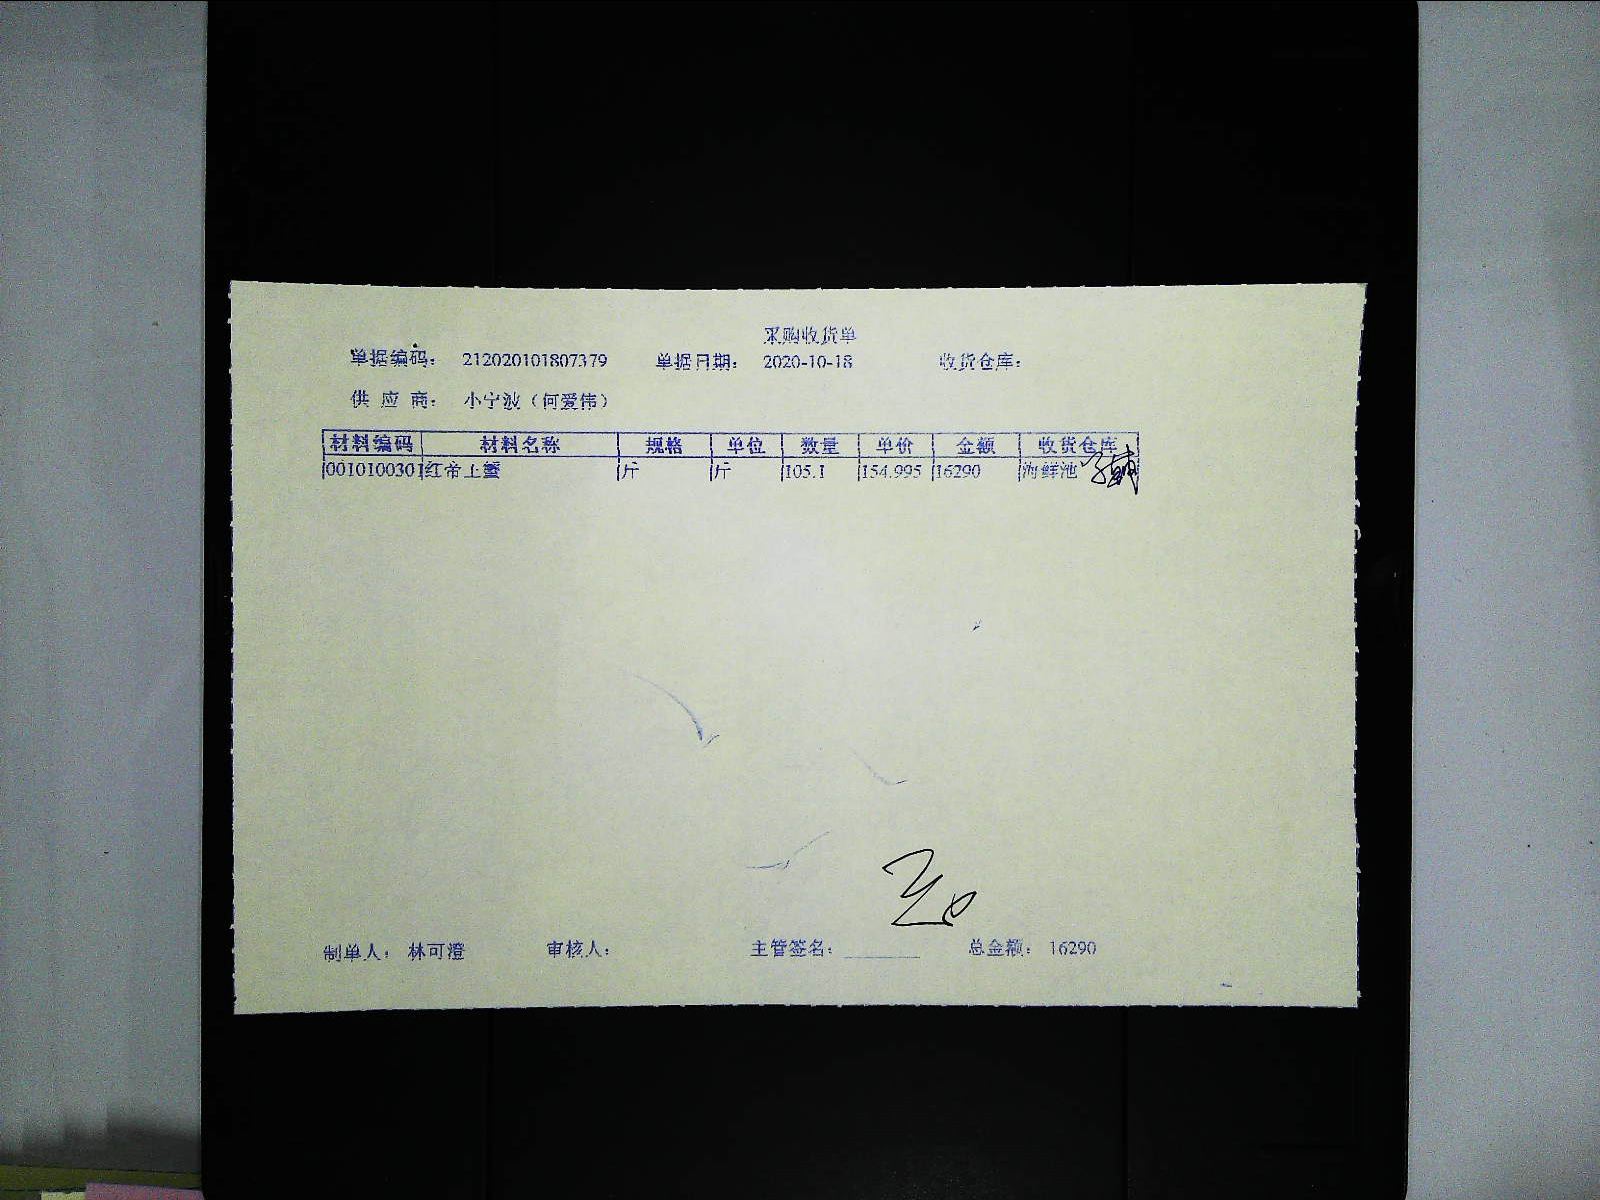 采购收货单
单据编码： 212020101807379 单据日期： 2020-10-18 收货仓库：
供 应 商： 小宁波（何爱伟）
材料编码 材料名称 规格 单位 数量 单价 金额 收货仓库
0010100301 红帝王蟹 斤 斤 105.1 154.995 16290 海鲜池
制单人： 林可澄 审核人： 主管签名： 总金额： 16290